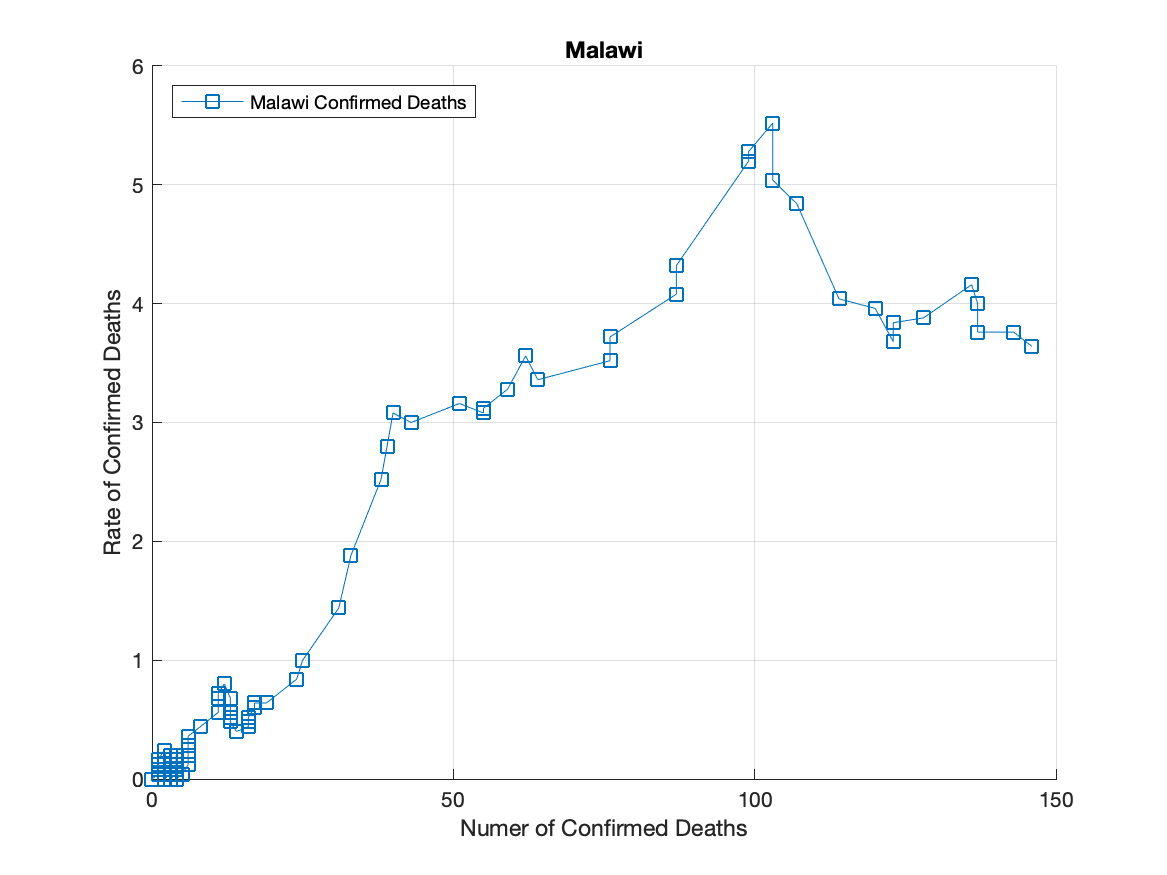 Malawi
Malawi Confirmed Deaths
6
5
4
3
2
1
0
Rate of Confirmed Deaths
0 50 100 150
Numer of Confirmed Deaths